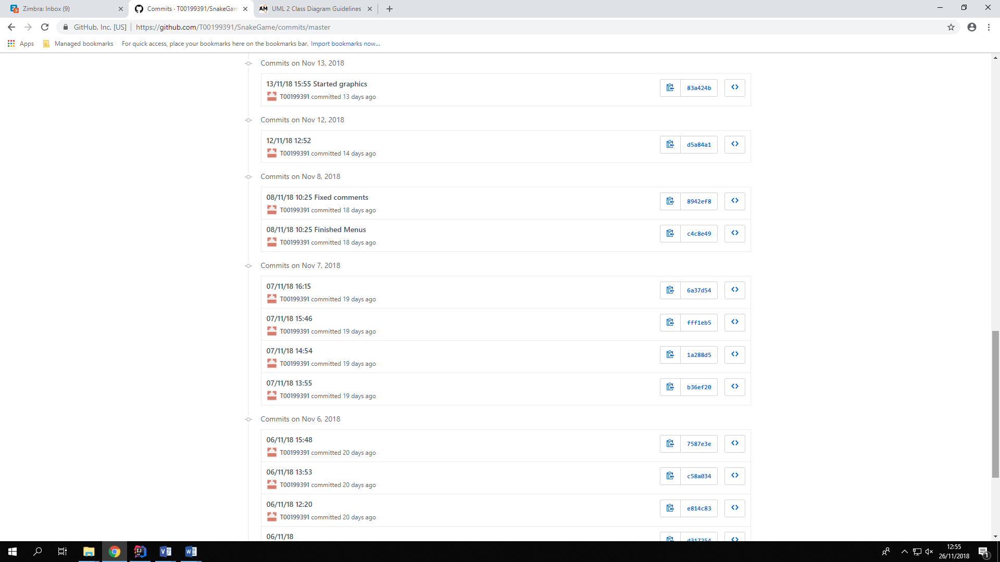 Zimbra: Inbox (9)
Commits · T00199391/SnakeGam
UML 2 Class Diagram Guidelines
GitHub, Inc. [US]
https://github.com/T00199391/SnakeGame/commits/master
Apps
Managed bookmarks
For quick access, place your bookmarks here on the bookmarks bar. Import bookmarks now...
Commits on Nov 13, 2018
13/11/18 15:55 Started graphics
83a424b
T00199391 committed 13 days ago
Commits on Nov 12, 2018
12/11/18 12:52
d5a84a1
T00199391 committed 14 days ago
Commits on Nov 8, 2018
08/11/18 10:25 Fixed comments
8942ef8
T00199391 committed 18 days ago
08/11/18 10:25 Finished Menus
c4c8e49
T00199391 committed 18 days ago
Commits on Nov 7, 2018
07/11/18 16:15
6a37d54
T00199391 committed 19 days ago
07/11/18 15:46
fff1eb5
T00199391 committed 19 days ago
07/11/18 14:54
1a288d5
T00199391 committed 19 days ago
07/11/18 13:55
b36ef20
T00199391 committed 19 days ago
Commits on Nov 6, 2018
06/11/18 15:48
7587e3e
T00199391 committed 20 days ago
06/11/18 13:53
c58a034
T00199391 committed 20 days ago
06/11/18 12:20
e814c83
T00199391 committed 20 days ago
06/11/18
d317254
12:55
26/11/2018
1